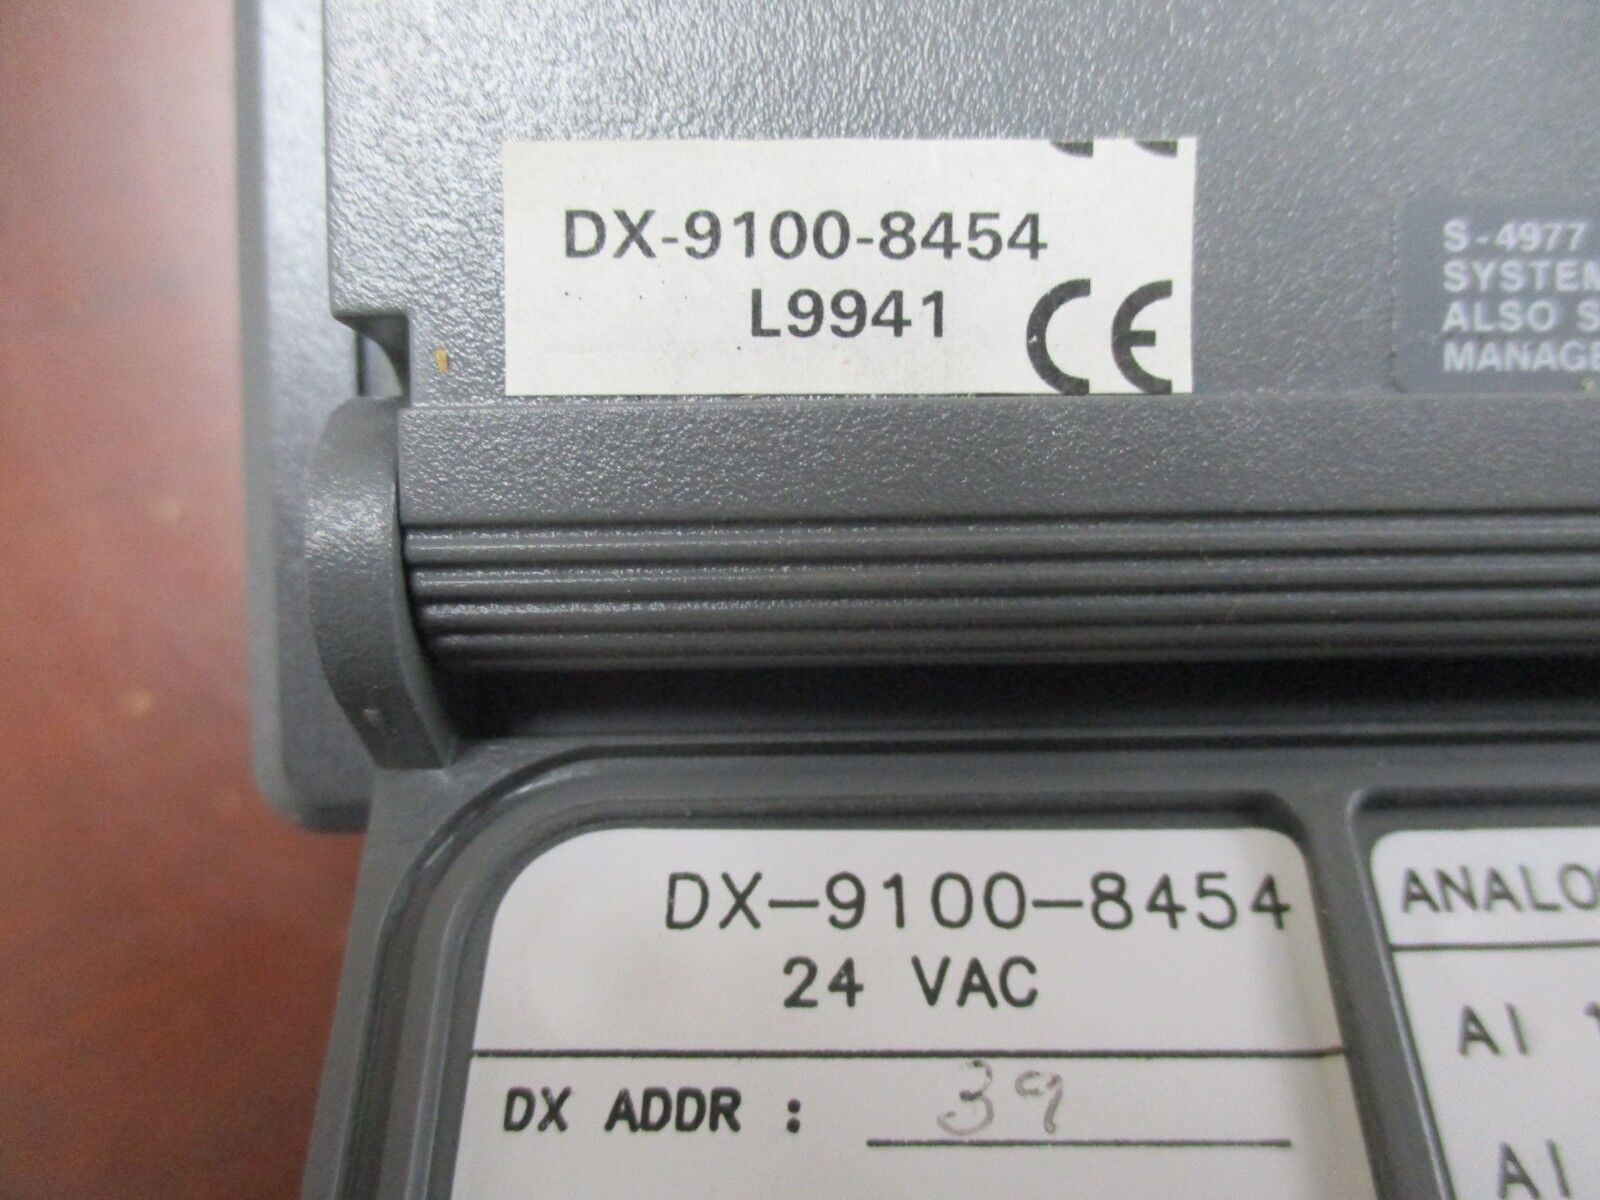 DX-9100-8454
L9941 CE
S-4977
SYSTEM
ALSO S
MANAGE
DX-9100-8454
24 VAC
DX ADDR : 39
ANALO
AI
AI